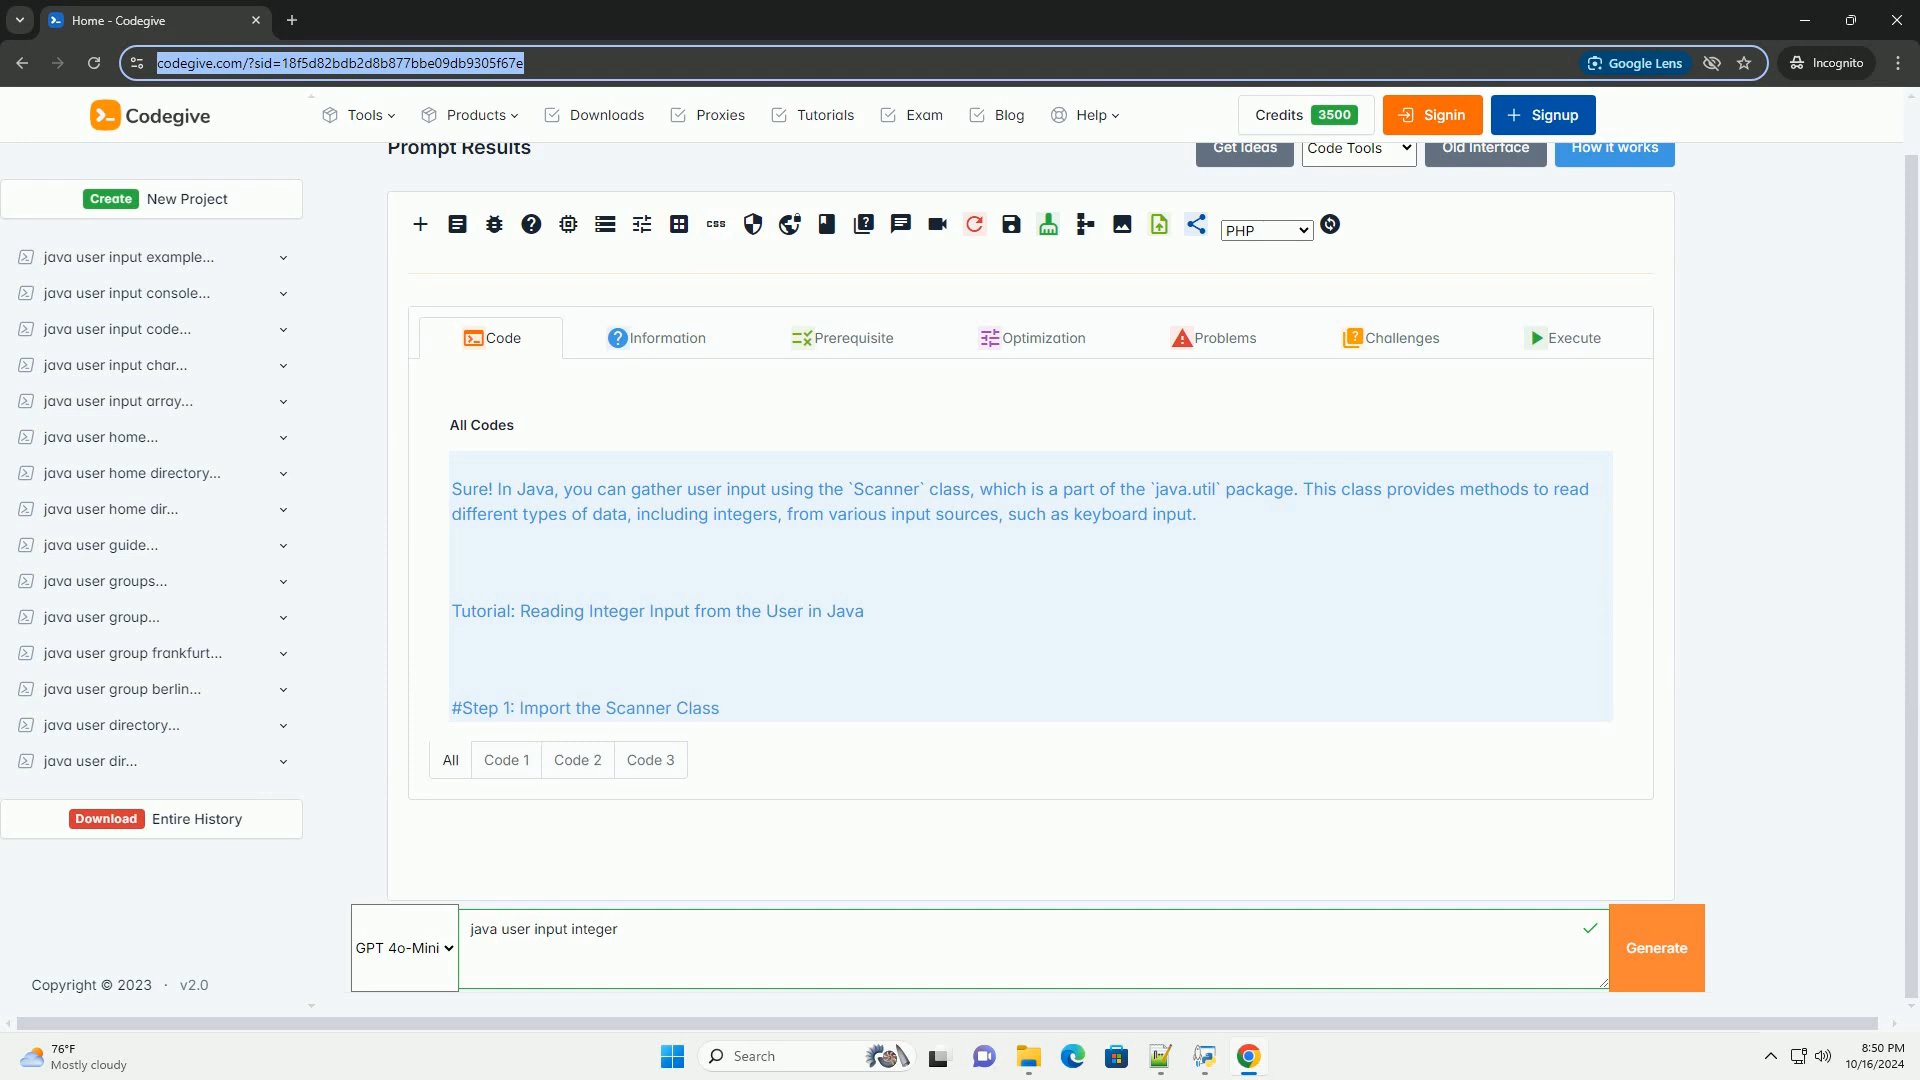 Home - Codegive
codegive.com/?sid=18f5d82bdb2d8b877bbe09db9305f67e
Google Lens
Incognito
Codegive
Tools
Products
Downloads
Proxies
Tutorials
Exam
Blog
Help
Credits 3500
Signin
Signup
Prompt Results
Get Ideas
Code Tools
Old Interface
How it works
Create New Project
java user input example...
java user input console...
java user input code...
java user input char...
java user input array...
java user home...
java user home directory...
java user home dir...
java user guide...
java user groups...
java user group...
java user group frankfurt...
java user group berlin...
java user directory...
java user dir...
Download Entire History
Copyright © 2023 · v2.0
css
PHP
Code
Information
Prerequisite
Optimization
Problems
Challenges
Execute
All Codes
Sure! In Java, you can gather user input using the `Scanner` class, which is a part of the `java.util` package. This class provides methods to read
different types of data, including integers, from various input sources, such as keyboard input.
Tutorial: Reading Integer Input from the User in Java
#Step 1: Import the Scanner Class
All
Code 1
Code 2
Code 3
GPT 4o-Mini
java user input integer
Generate
76°F
Mostly cloudy
Search
8:50 PM
10/16/2024